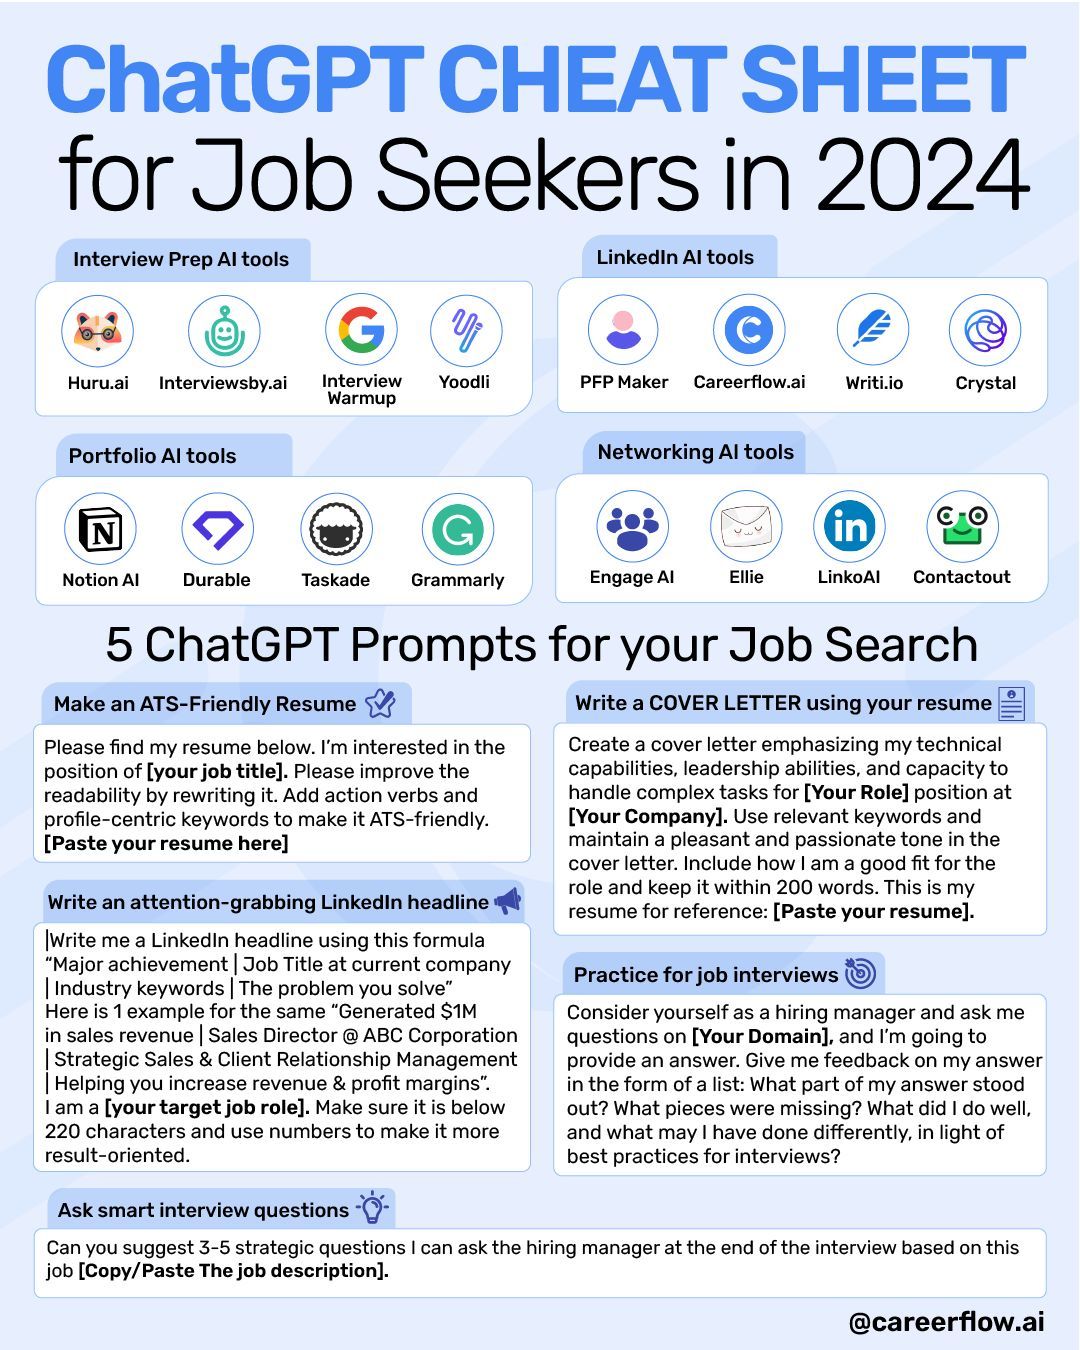 ChatGPT CHEAT SHEET
for Job Seekers in 2024
Interview Prep AI tools
Huru.ai
Interviewsby.ai
Interview
Warmup
Yoodli
LinkedIn AI tools
PFP Maker
Careerflow.ai
Writi.io
Crystal
Portfolio AI tools
Notion AI
Durable
Taskade
Grammarly
Networking AI tools
Engage AI
Ellie
in
LinkoAI
Contactout
5 ChatGPT Prompts for your Job Search
Make an ATS-Friendly Resume
Please find my resume below. I'm interested in the
position of [your job title]. Please improve the
readability by rewriting it. Add action verbs and
profile-centric keywords to make it ATS-friendly.
[Paste your resume here]
Write an attention-grabbing LinkedIn headline
|Write me a LinkedIn headline using this formula
“Major achievement | Job Title at current company
| Industry keywords | The problem you solve”
Here is 1 example for the same “Generated $1M
in sales revenue | Sales Director @ ABC Corporation
| Strategic Sales & Client Relationship Management
| Helping you increase revenue & profit margins”.
I am a [your target job role]. Make sure it is below
220 characters and use numbers to make it more
result-oriented.
Write a COVER LETTER using your resume
Create a cover letter emphasizing my technical
capabilities, leadership abilities, and capacity to
handle complex tasks for [Your Role] position at
[Your Company]. Use relevant keywords and
maintain a pleasant and passionate tone in the
cover letter. Include how I am a good fit for the
role and keep it within 200 words. This is my
resume for reference: [Paste your resume].
Practice for job interviews
Consider yourself as a hiring manager and ask me
questions on [Your Domain], and I'm going to
provide an answer. Give me feedback on my answer
in the form of a list: What part of my answer stood
out? What pieces were missing? What did I do well,
and what may I have done differently, in light of
best practices for interviews?
Ask smart interview questions
Can you suggest 3-5 strategic questions I can ask the hiring manager at the end of the interview based on this
job [Copy/Paste The job description].
@careerflow.ai